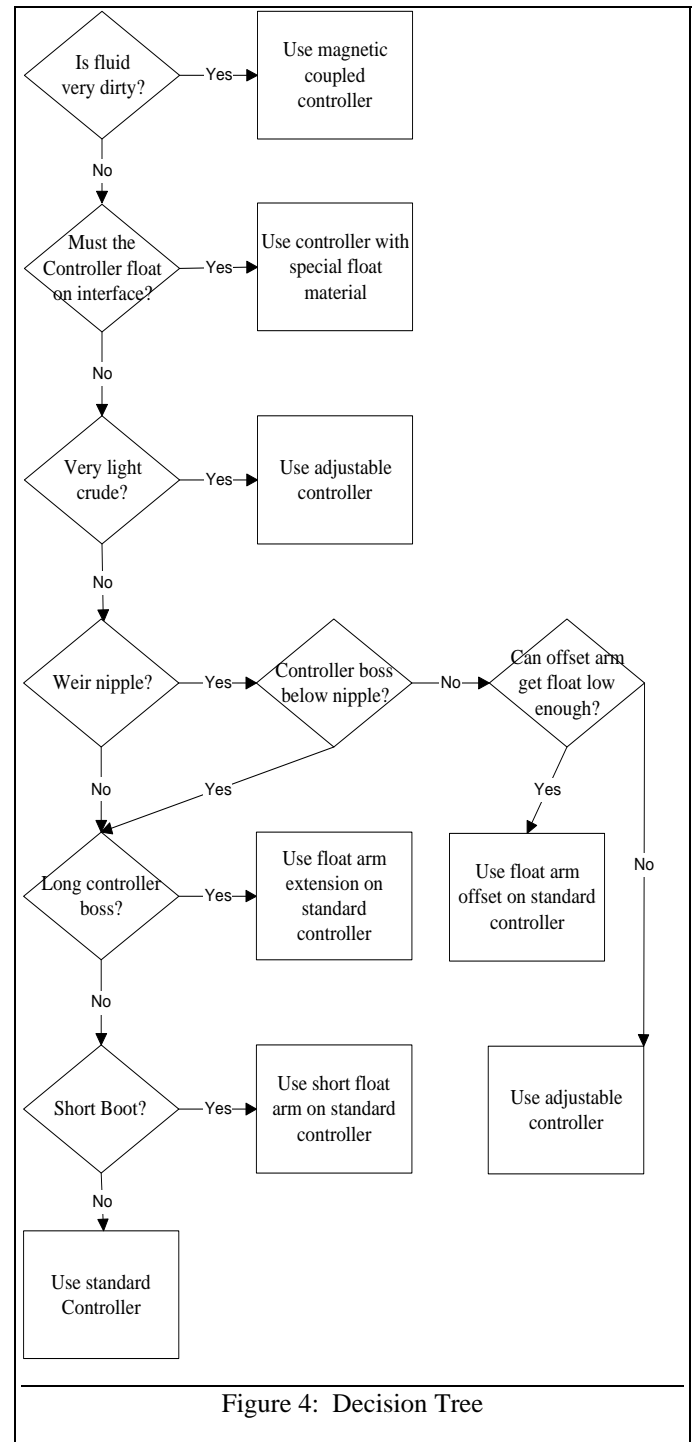 Is fluid
very dirty?
Yes
Use magnetic
coupled
controller
No
Must the
Controller float
on interface?
Yes
Use controller with
special float
material
No
Very light
crude?
Yes
Use adjustable
controller
No
Weir nipple?
Yes
Controller boss
below nipple?
No
Can offset arm
get float low
enough?
No
Yes
Yes
No
Long controller
boss?
Yes
Use float arm
extension on
standard
controller
Use float arm
offset on standard
controller
No
Short Boot?
Yes
Use short float
arm on standard
controller
Use adjustable
controller
No
Use standard
Controller
Figure 4:  Decision Tree